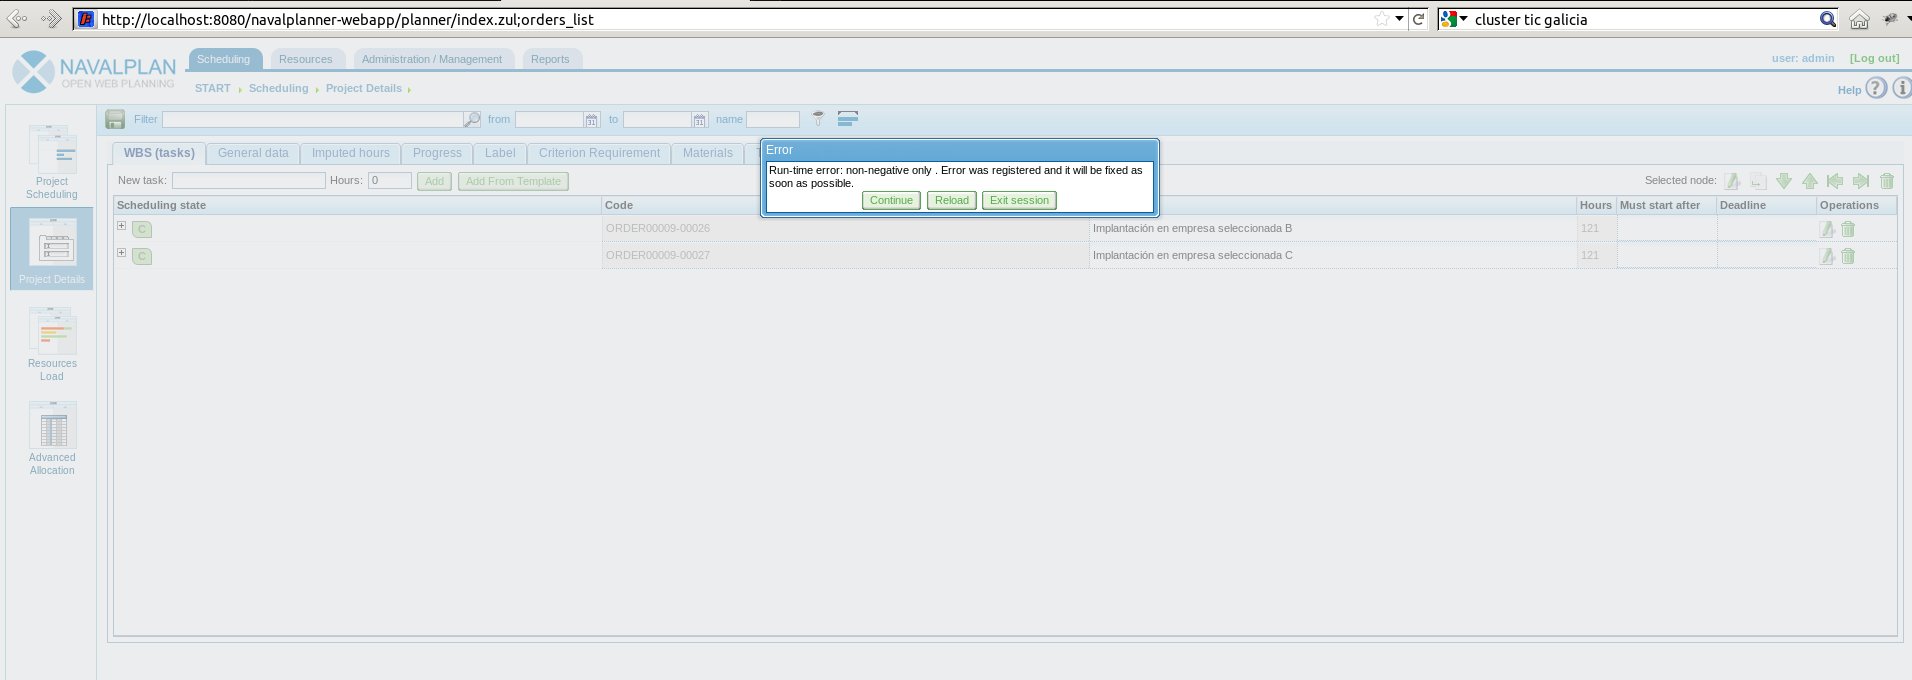 http://localhost:8080/navalplanner-webapp/planner/index.zul;orders_list
cluster tic galicia
NAVALPLAN
OPEN WEB PLANNING
Scheduling
Resources
Administration / Management
Reports
user: admin
[Log out]
START
Scheduling
Project Details
Help
Filter
from
31
to
31
name
WBS (tasks)
General data
Imputed hours
Progress
Label
Criterion Requirement
Materials
Error
Run-time error: non-negative only . Error was registered and it will be fixed as
soon as possible.
Continue
Reload
Exit session
New task:
Hours:
0
Add
Add From Template
Selected node:
Scheduling state
Code
Hours
Must start after
Deadline
Operations
C
ORDER00009-00026
Implantación en empresa seleccionada B
121
C
ORDER00009-00027
Implantación en empresa seleccionada C
121
Project
Scheduling
Project Details
Resources
Load
Advanced
Allocation